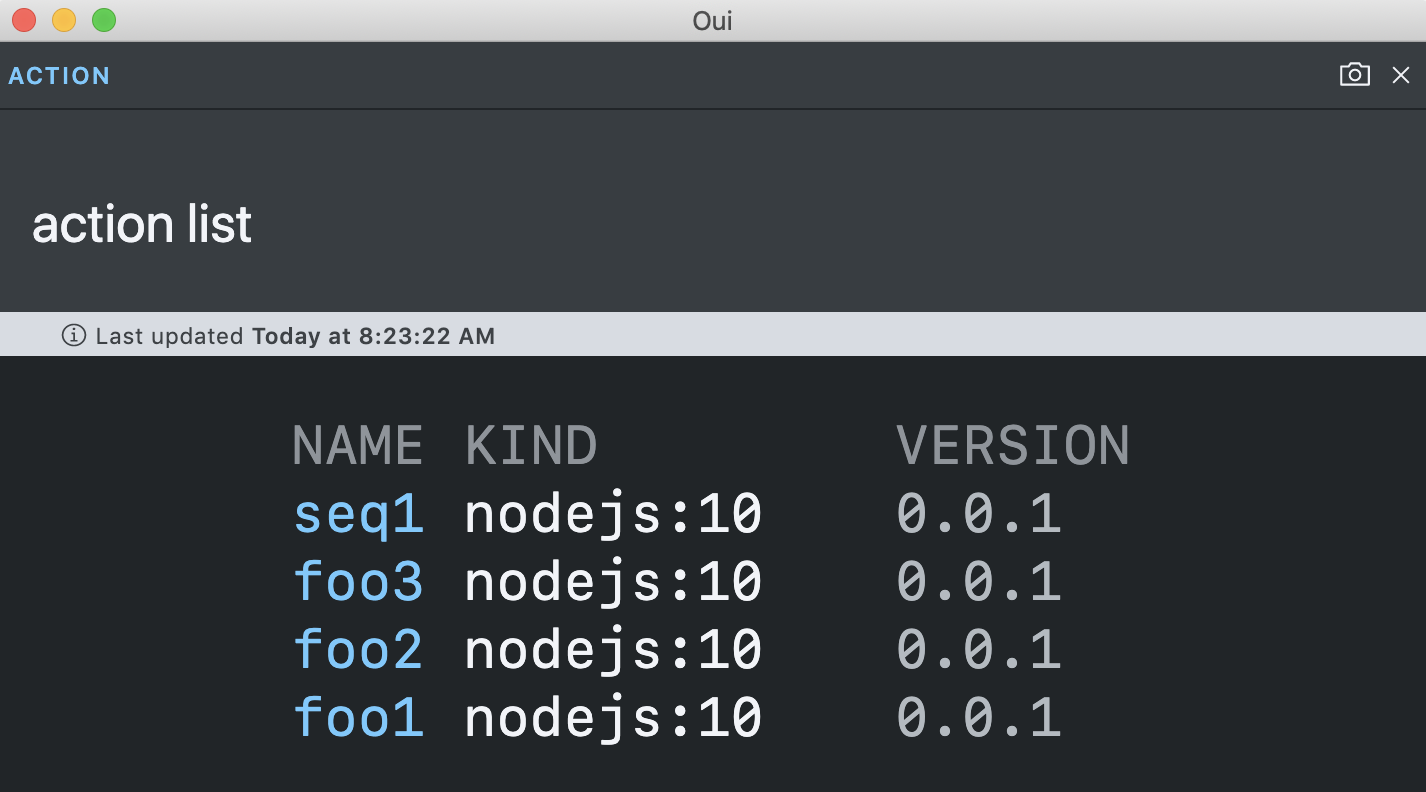 Oui
ACTION
action list
Last updated Today at 8:23:22 AM
NAME KIND VERSION
seq1 nodejs:10 0.0.1
foo3 nodejs:10 0.0.1
foo2 nodejs:10 0.0.1
foo1 nodejs:10 0.0.1